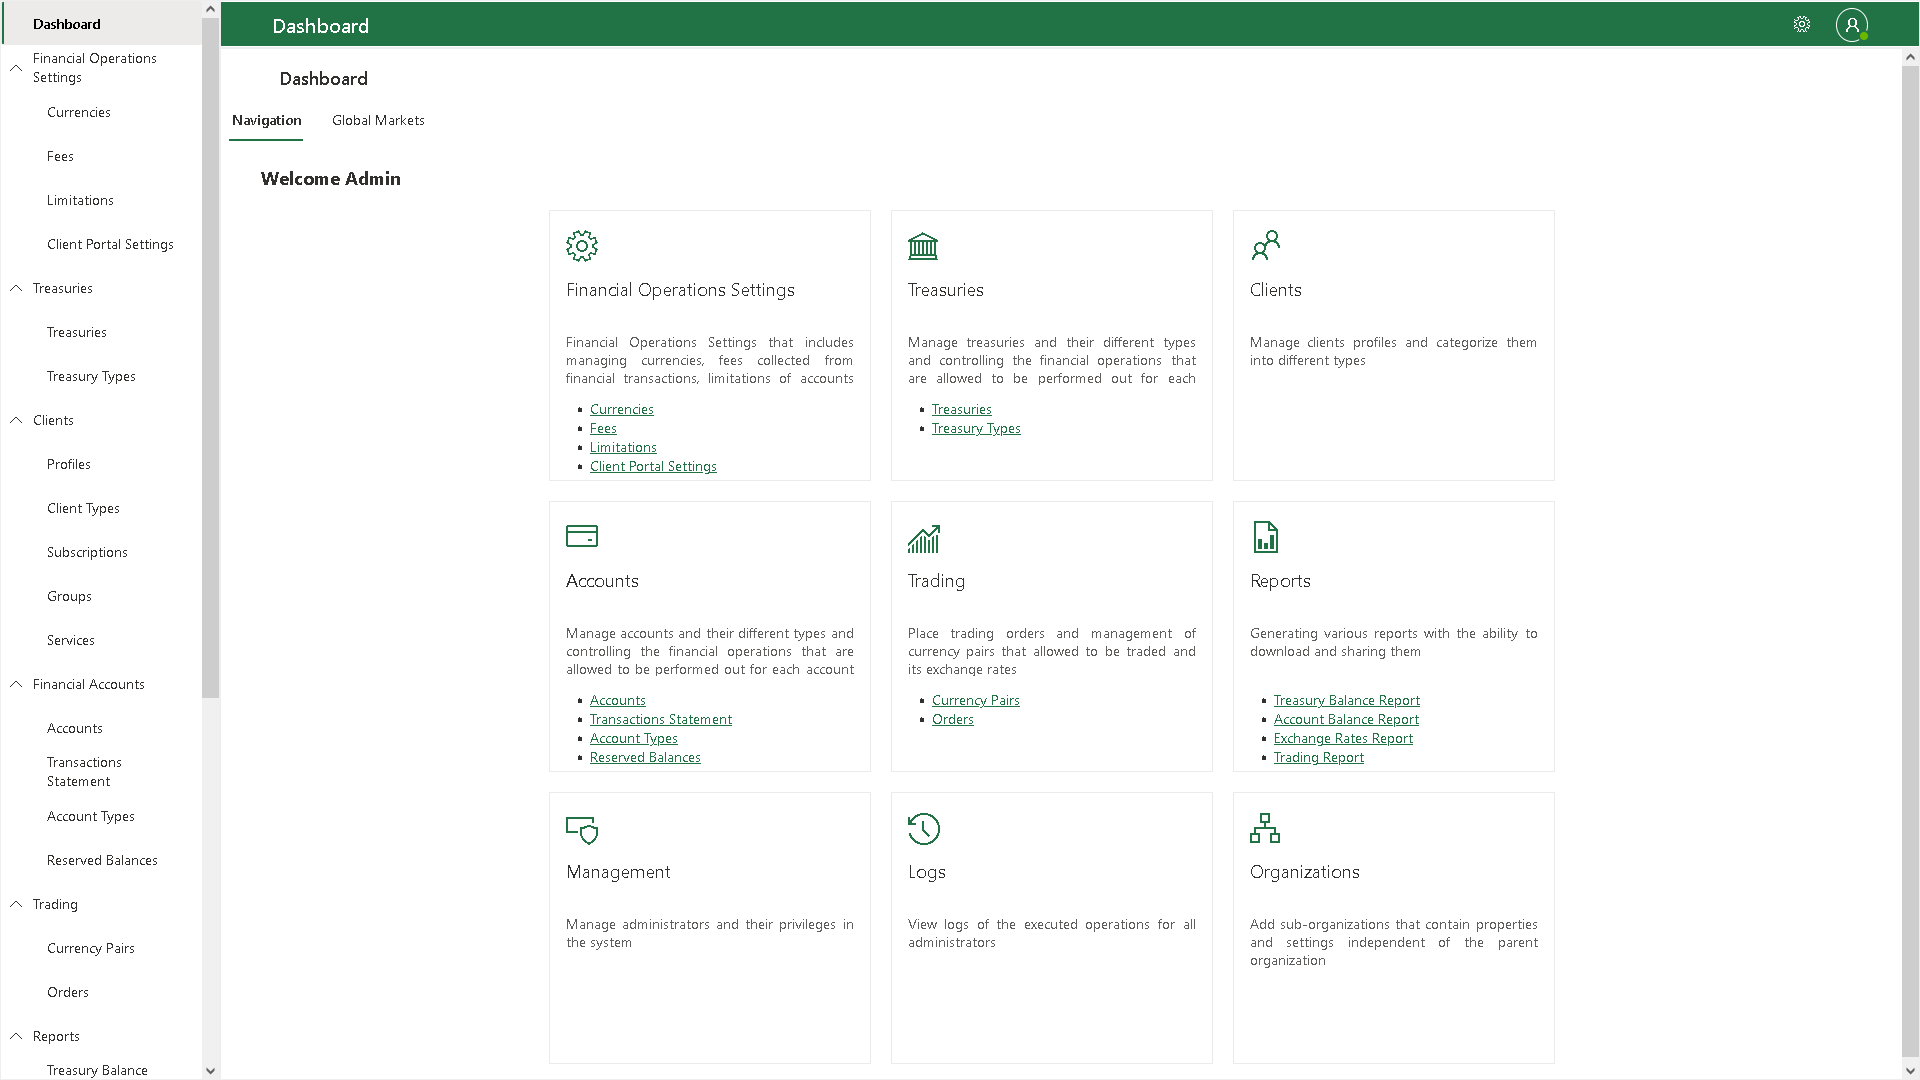 Dashboard
Financial Operations
Settings
Currencies
Fees
Limitations
Client Portal Settings
Treasuries
Treasuries
Treasury Types
Clients
Profiles
Client Types
Subscriptions
Groups
Services
Financial Accounts
Accounts
Transactions
Statement
Account Types
Reserved Balances
Trading
Currency Pairs
Orders
Reports
Treasury Balance
Dashboard
Dashboard
Navigation
Global Markets
Welcome Admin
Financial Operations Settings
Financial Operations Settings that includes
managing currencies, fees collected from
financial transactions, limitations of accounts
Currencies
Fees
Limitations
Client Portal Settings
Treasuries
Manage treasuries and their different types
and controlling the financial operations that
are allowed to be performed out for each
Treasuries
Treasury Types
Clients
Manage clients profiles and categorize them
into different types
Accounts
Manage accounts and their different types and
controlling the financial operations that are
allowed to be performed out for each account
Accounts
Transactions Statement
Account Types
Reserved Balances
Trading
Place trading orders and management of
currency pairs that allowed to be traded and
its exchange rates
Currency Pairs
Orders
Reports
Generating various reports with the ability to
download and sharing them
Treasury Balance Report
Account Balance Report
Exchange Rates Report
Trading Report
Management
Manage administrators and their privileges in
the system
Logs
View logs of the executed operations for all
administrators
Organizations
Add sub-organizations that contain properties
and settings independent of the parent
organization